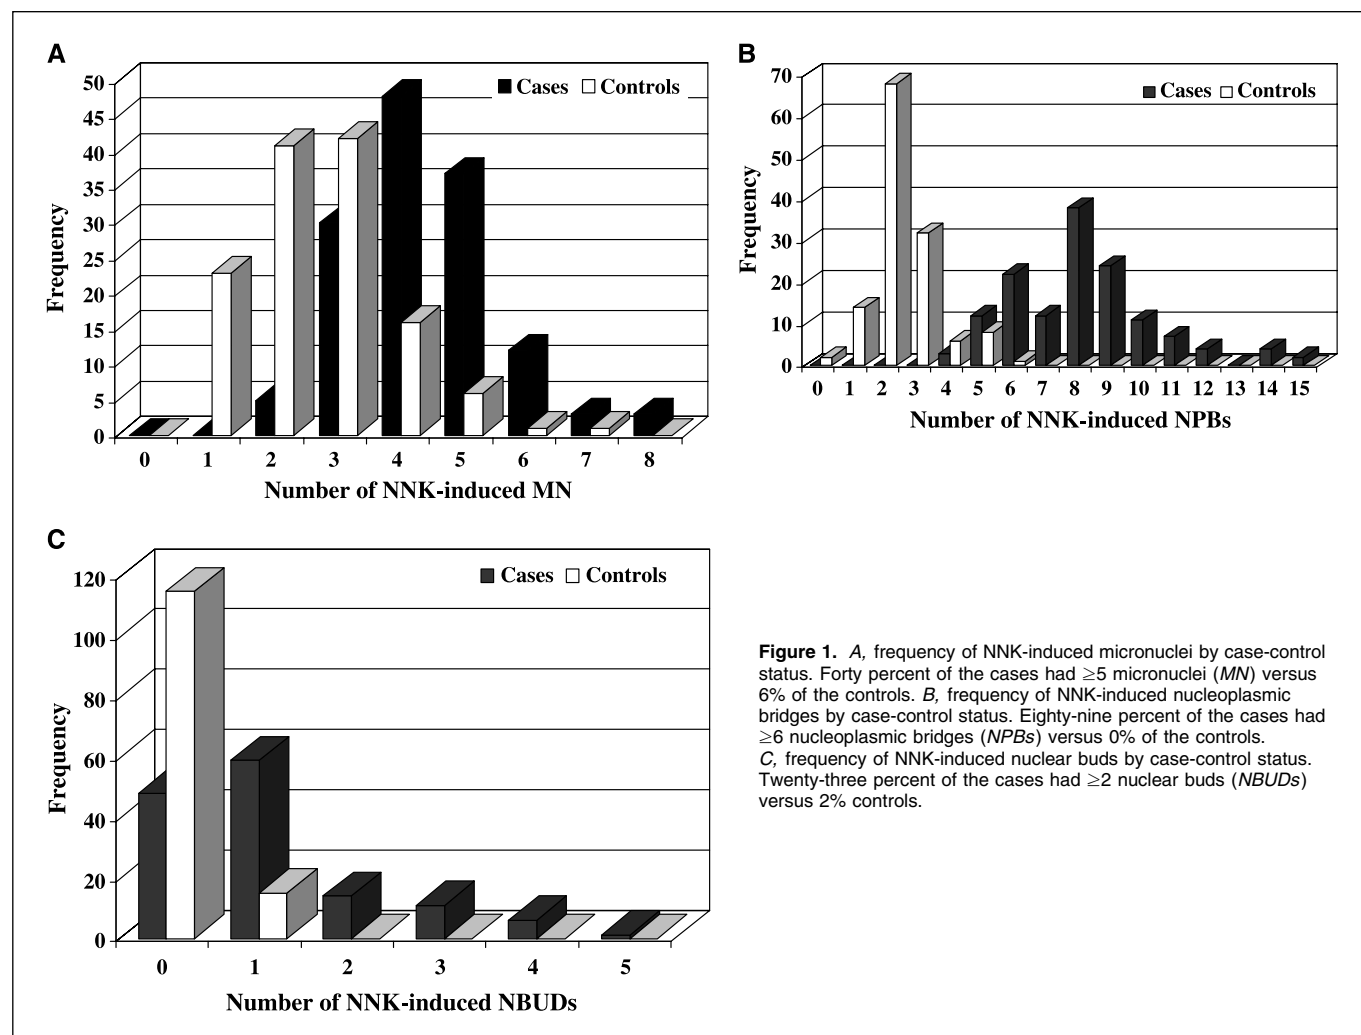 A
50
45
40
35
30
25
20
15
10
5
0
Frequency
Cases Controls
0 1 2 3 4 5 6 7 8
Number of NNK-induced MN
B
70
60
50
40
30
20
10
0
Frequency
Cases Controls
0 1 2 3 4 5 6 7 8 9 10 11 12 13 14 15
Number of NNK-induced NPBs
C
120
100
80
60
40
20
0
Frequency
Cases Controls
0 1 2 3 4 5
Number of NNK-induced NBUDs
Figure 1. A, frequency of NNK-induced micronuclei by case-control
status. Forty percent of the cases had ≥5 micronuclei (MN) versus
6% of the controls. B, frequency of NNK-induced nucleoplasmic
bridges by case-control status. Eighty-nine percent of the cases had
≥6 nucleoplasmic bridges (NPBs) versus 0% of the controls.
C, frequency of NNK-induced nuclear buds by case-control status.
Twenty-three percent of the cases had ≥2 nuclear buds (NBUDs)
versus 2% controls.